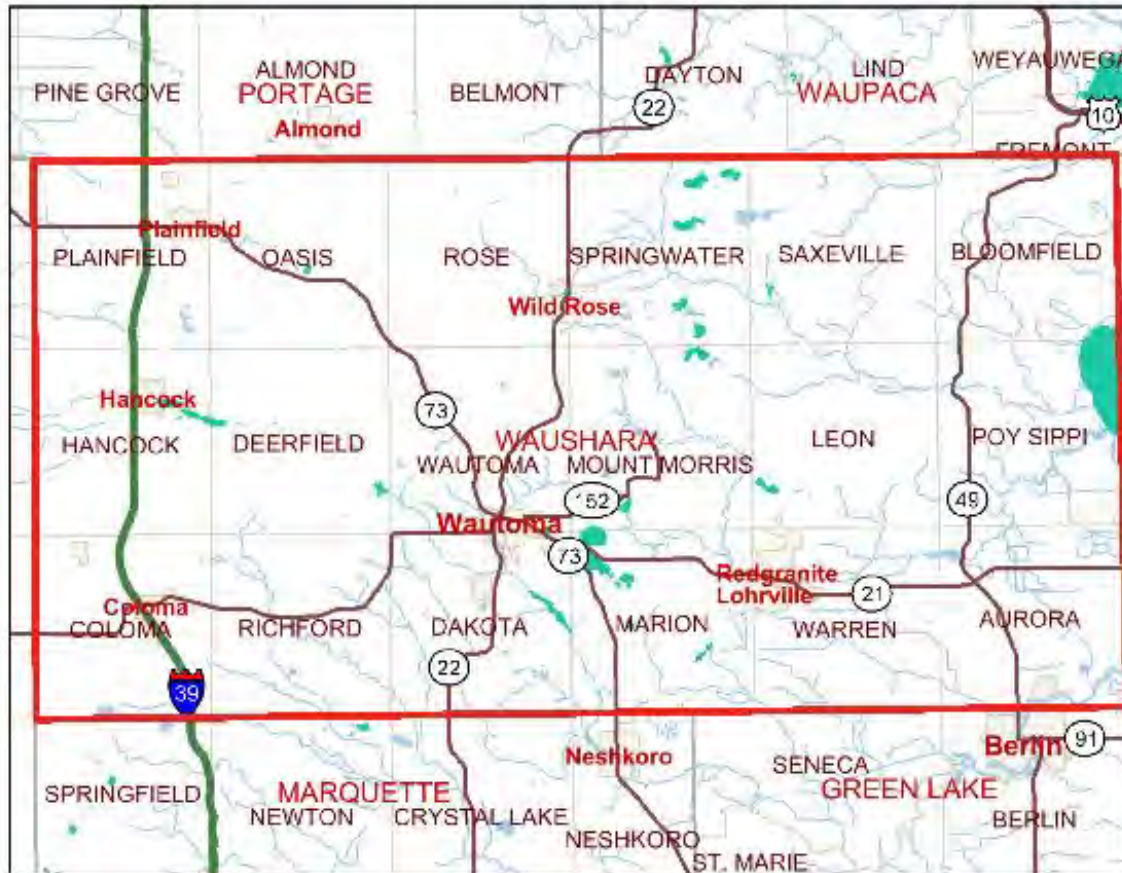 ALMOND
DAYTON
LIND
WEYAUWEGA
PINE GROVE
PORTAGE
BELMONT
WAUPACA
22
10
Almond
FREMONT
Plainfield
PLAINFIELD
OASIS
ROSE
SPRINGWATER
SAXEVILLE
BLOOMFIELD
Wild Rose
Hancock
73
HANCOCK
DEERFIELD
WAUSHARA
LEON
POY SIPPI
WAUTOMA
MOUNT MORRIS
152
49
Wautoma
73
Redgranite
21
Lohrville
Coloma
COLOMA
RICHFORD
DAKOTA
MARION
WARREN
AURORA
22
39
Neshkoro
Berlin
91
SENECA
SPRINGFIELD
MARQUETTE
GREEN LAKE
NEWTON
CRYSTAL LAKE
BERLIN
NESHKORO
ST. MARIE